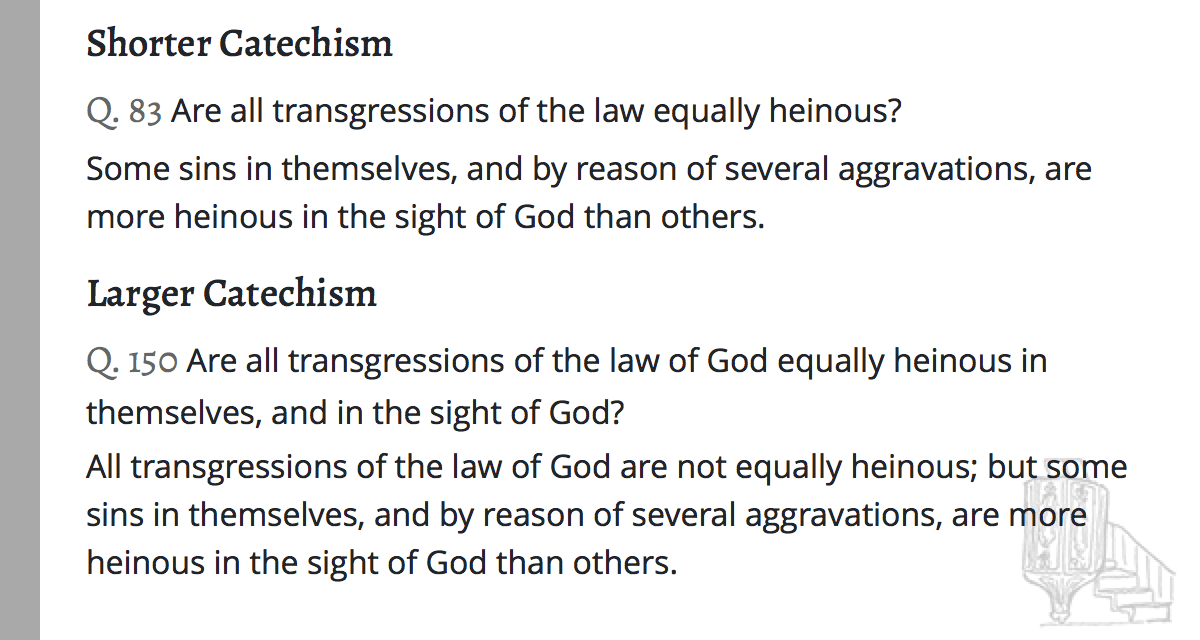 Shorter Catechism
Q. 83 Are all transgressions of the law equally heinous?
Some sins in themselves, and by reason of several aggravations, are
more heinous in the sight of God than others.
Larger Catechism
Q. 150 Are all transgressions of the law of God equally heinous in
themselves, and in the sight of God?
All transgressions of the law of God are not equally heinous; but some
sins in themselves, and by reason of several aggravations, are more
heinous in the sight of God than others.